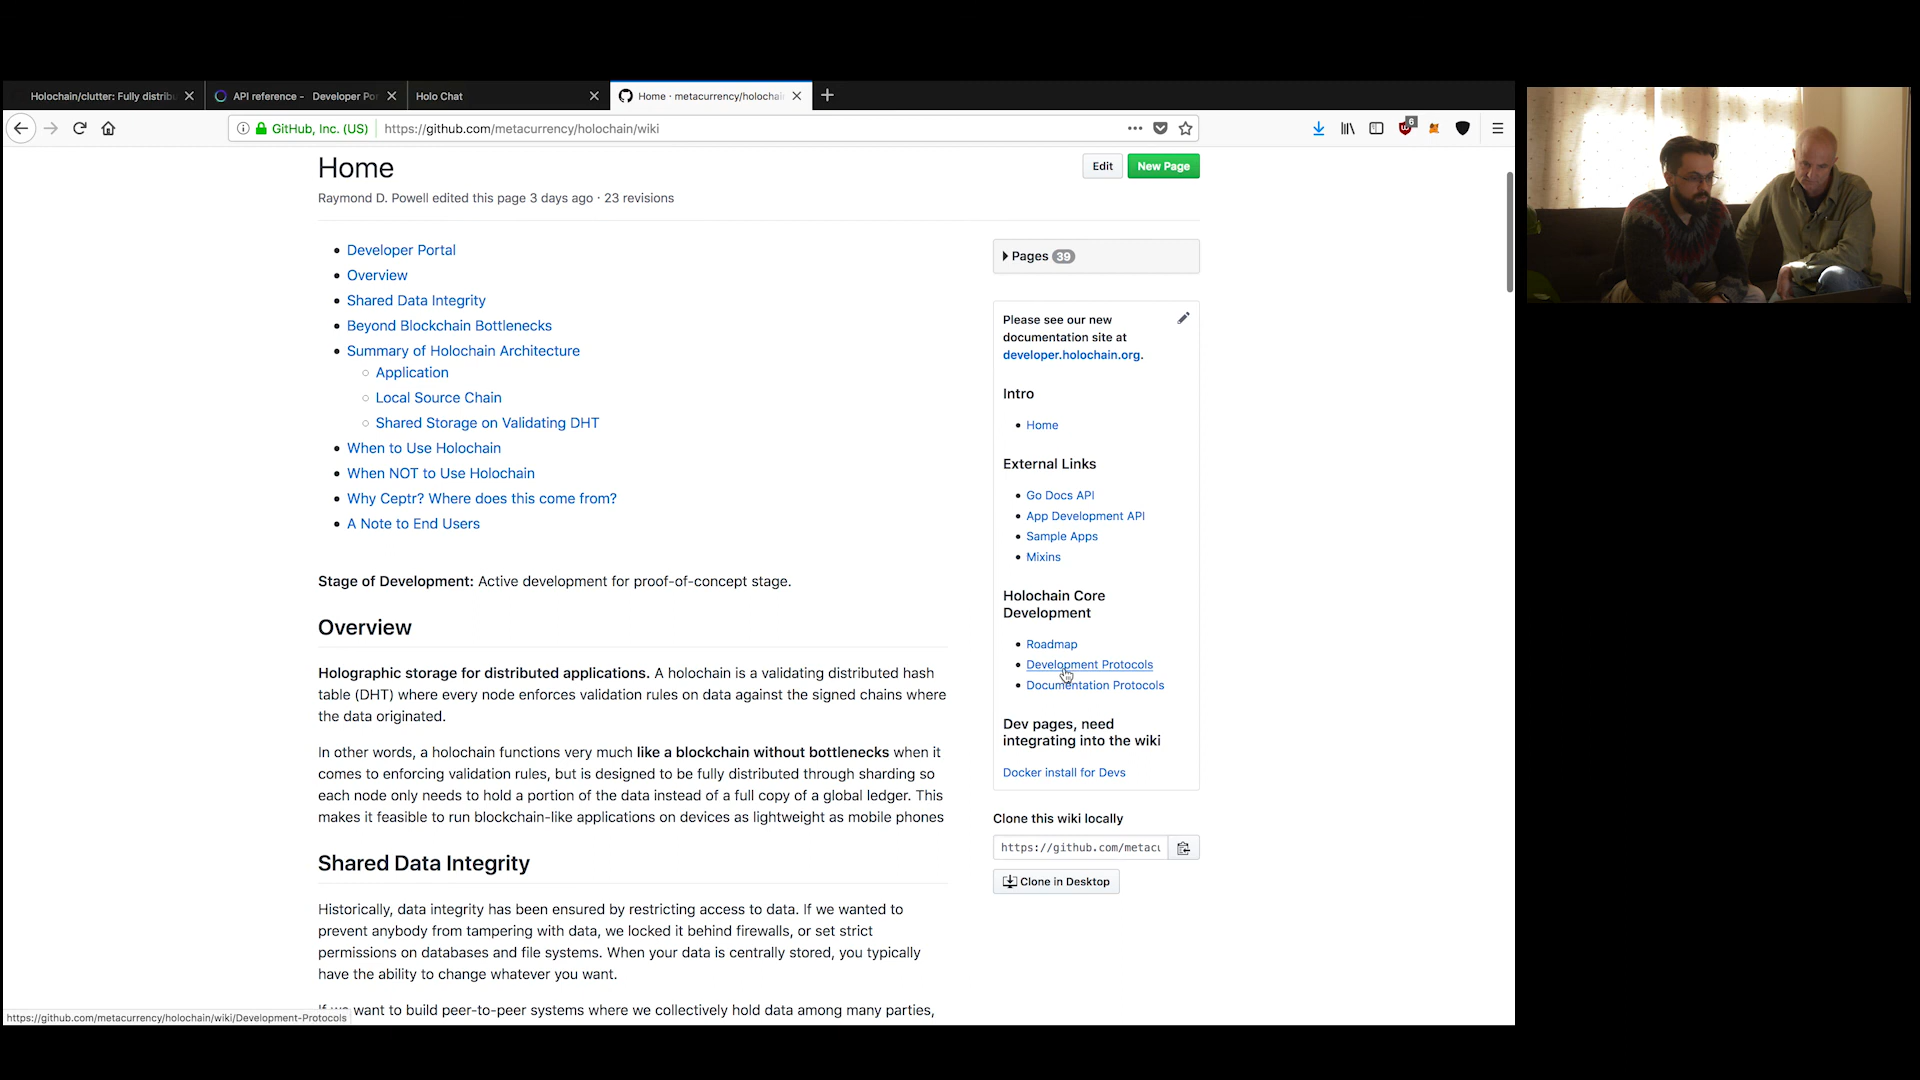 Holochain/clutter: Fully distribu
API reference - Developer Po
Holo Chat
Home · metacurrency/holochai
GitHub, Inc. (US)
https://github.com/metacurrency/holochain/wiki
6
Home
Edit
New Page
Raymond D. Powell edited this page 3 days ago · 23 revisions
Developer Portal
Overview
Shared Data Integrity
Beyond Blockchain Bottlenecks
Summary of Holochain Architecture
Application
Local Source Chain
Shared Storage on Validating DHT
When to Use Holochain
When NOT to Use Holochain
Why Ceptr? Where does this come from?
A Note to End Users
Stage of Development: Active development for proof-of-concept stage.
Overview
Holographic storage for distributed applications. A holochain is a validating distributed hash
table (DHT) where every node enforces validation rules on data against the signed chains where
the data originated.
In other words, a holochain functions very much like a blockchain without bottlenecks when it
comes to enforcing validation rules, but is designed to be fully distributed through sharding so
each node only needs to hold a portion of the data instead of a full copy of a global ledger. This
makes it feasible to run blockchain-like applications on devices as lightweight as mobile phones
Shared Data Integrity
Historically, data integrity has been ensured by restricting access to data. If we wanted to
prevent anybody from tampering with data, we locked it behind firewalls, or set strict
permissions on databases and file systems. When your data is centrally stored, you typically
have the ability to change whatever you want.
If we want to build peer-to-peer systems where we collectively hold data among many parties,
https://github.com/metacurrency/holochain/wiki/Development-Protocols
Pages 39
Please see our new
documentation site at
developer.holochain.org.
Intro
Home
External Links
Go Docs API
App Development API
Sample Apps
Mixins
Holochain Core
Development
Roadmap
Development Protocols
Documentation Protocols
Dev pages, need
integrating into the wiki
Docker install for Devs
Clone this wiki locally
https://github.com/metacu
Clone in Desktop